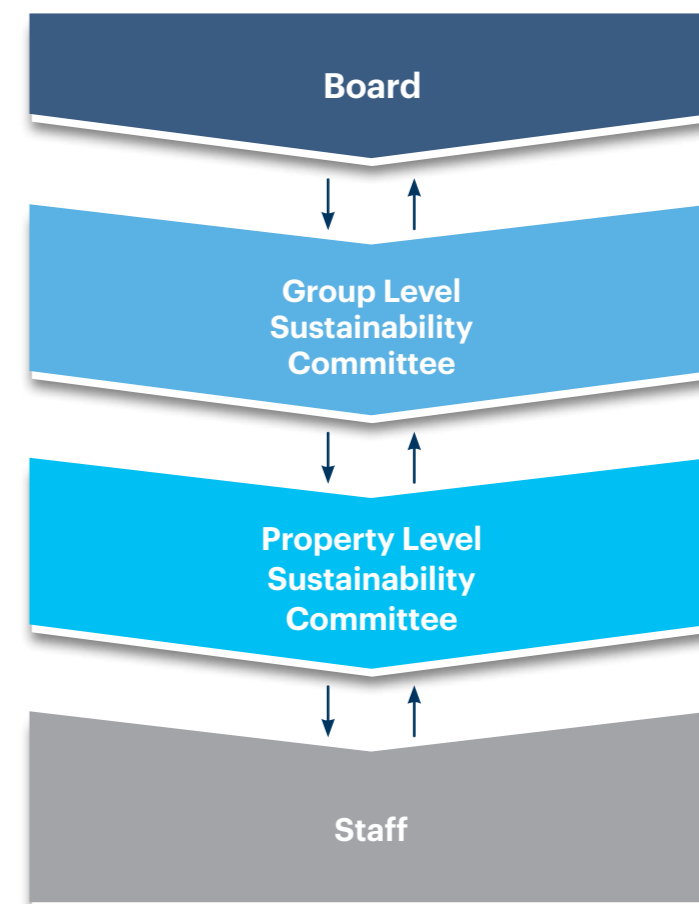 Board
Group Level
Sustainability
Committee
Property Level
Sustainability
Committee
Staff